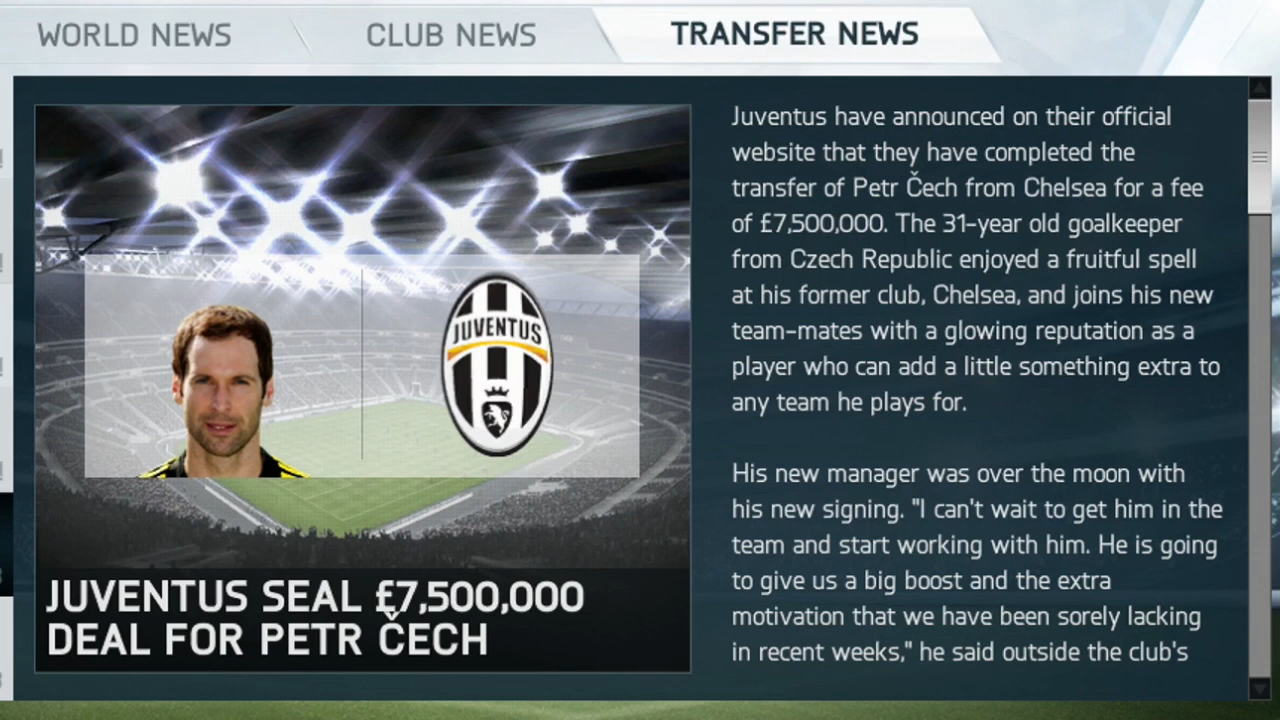 WORLD NEWS
CLUB NEWS
TRANSFER NEWS
JUVENTUS
JUVENTUS SEAL £7,500,000
DEAL FOR PETR ČECH
Juventus have announced on their official
website that they have completed the
transfer of Petr Čech from Chelsea for a fee
of £7,500,000. The 31-year old goalkeeper
from Czech Republic enjoyed a fruitful spell
at his former club, Chelsea, and joins his new
team-mates with a glowing reputation as a
player who can add a little something extra to
any team he plays for.
His new manager was over the moon with
his new signing. "I can't wait to get him in the
team and start working with him. He is going
to give us a big boost and the extra
motivation that we have been sorely lacking
in recent weeks," he said outside the club's